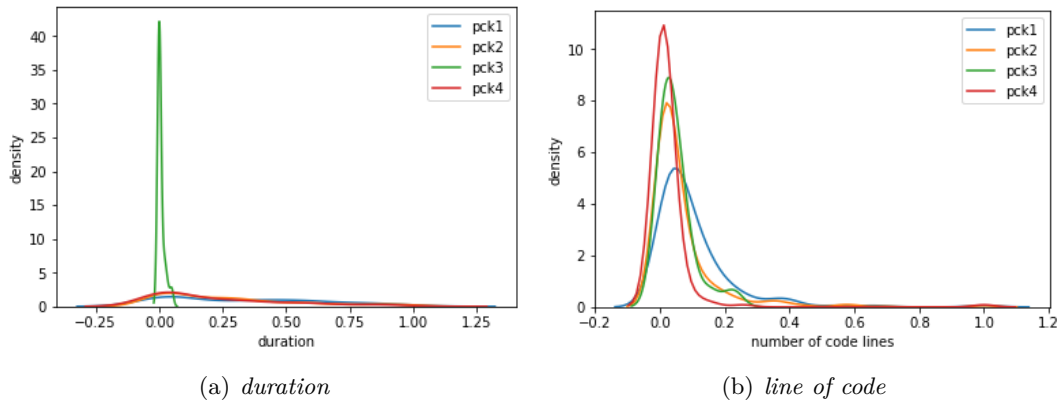 40
35
30
25
20
15
10
5
0
density
−0.25 0.00 0.25 0.50 0.75 1.00 1.25
duration
pck1
pck2
pck3
pck4
(a) duration
10
8
6
4
2
0
density
−0.2 0.0 0.2 0.4 0.6 0.8 1.0 1.2
number of code lines
pck1
pck2
pck3
pck4
(b) line of code